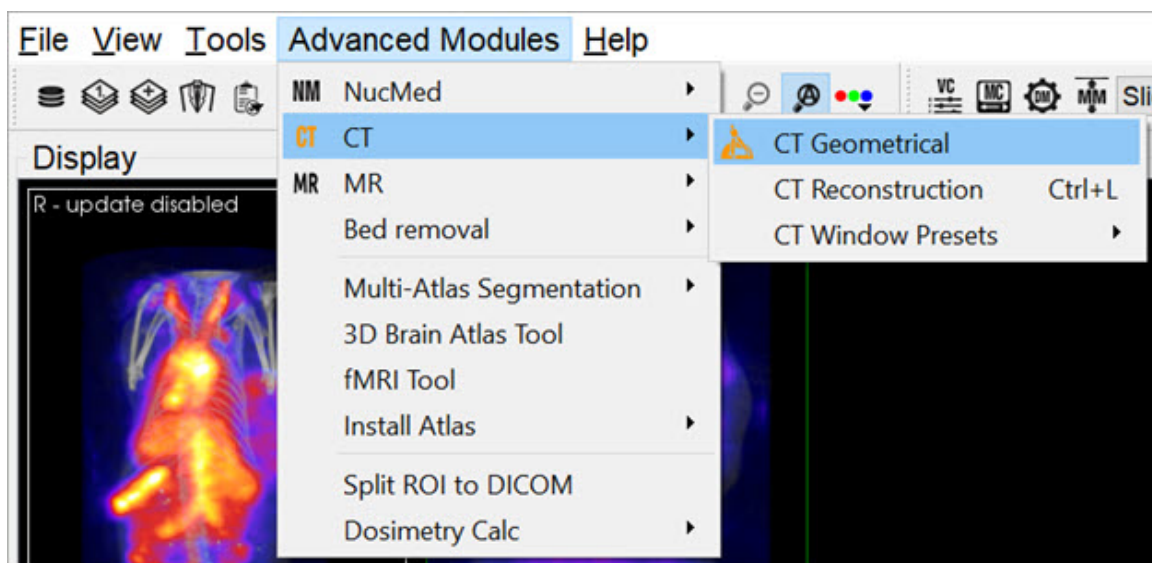 File View Tools Advanced Modules Help
VC MC DM MM Sli
Display
R - update disabled
NM NucMed
CT CT
MR MR
Bed removal
Multi-Atlas Segmentation
3D Brain Atlas Tool
fMRI Tool
Install Atlas
Split ROI to DICOM
Dosimetry Calc
CT Geometrical
CT Reconstruction Ctrl+L
CT Window Presets